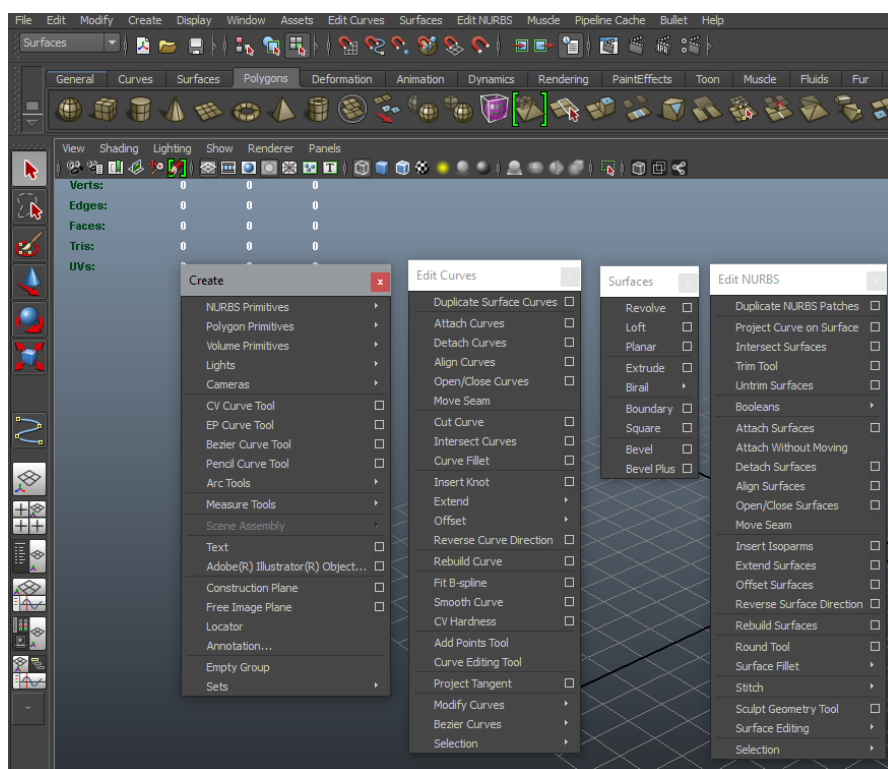 File Edit Modify Create Display Window Assets Edit Curves Surfaces Edit NURBS Muscle Pipeline Cache Bullet Help
Surfaces
General Curves Surfaces Polygons Deformation Animation Dynamics Rendering PaintEffects Toon Muscle Fluids Fur
View Shading Lighting Show Renderer Panels
Verts: 0 0 0
Edges: 0 0 0
Faces: 0 0 0
Tris: 0 0 0
UVs:
Create
NURBS Primitives
Polygon Primitives
Volume Primitives
Lights
Cameras
CV Curve Tool
EP Curve Tool
Bezier Curve Tool
Pencil Curve Tool
Arc Tools
Measure Tools
Scene Assembly
Text
Adobe(R) Illustrator(R) Object...
Construction Plane
Free Image Plane
Locator
Annotation...
Empty Group
Sets
Edit Curves
Duplicate Surface Curves
Attach Curves
Detach Curves
Align Curves
Open/Close Curves
Move Seam
Cut Curve
Intersect Curves
Curve Fillet
Insert Knot
Extend
Offset
Reverse Curve Direction
Rebuild Curve
Fit B-spline
Smooth Curve
CV Hardness
Add Points Tool
Curve Editing Tool
Project Tangent
Modify Curves
Bezier Curves
Selection
Surfaces
Revolve
Loft
Planar
Extrude
Birail
Boundary
Square
Bevel
Bevel Plus
Edit NURBS
Duplicate NURBS Patches
Project Curve on Surface
Intersect Surfaces
Trim Tool
Untrim Surfaces
Booleans
Attach Surfaces
Attach Without Moving
Detach Surfaces
Align Surfaces
Open/Close Surfaces
Move Seam
Insert Isoparms
Extend Surfaces
Offset Surfaces
Reverse Surface Direction
Rebuild Surfaces
Round Tool
Surface Fillet
Stitch
Sculpt Geometry Tool
Surface Editing
Selection